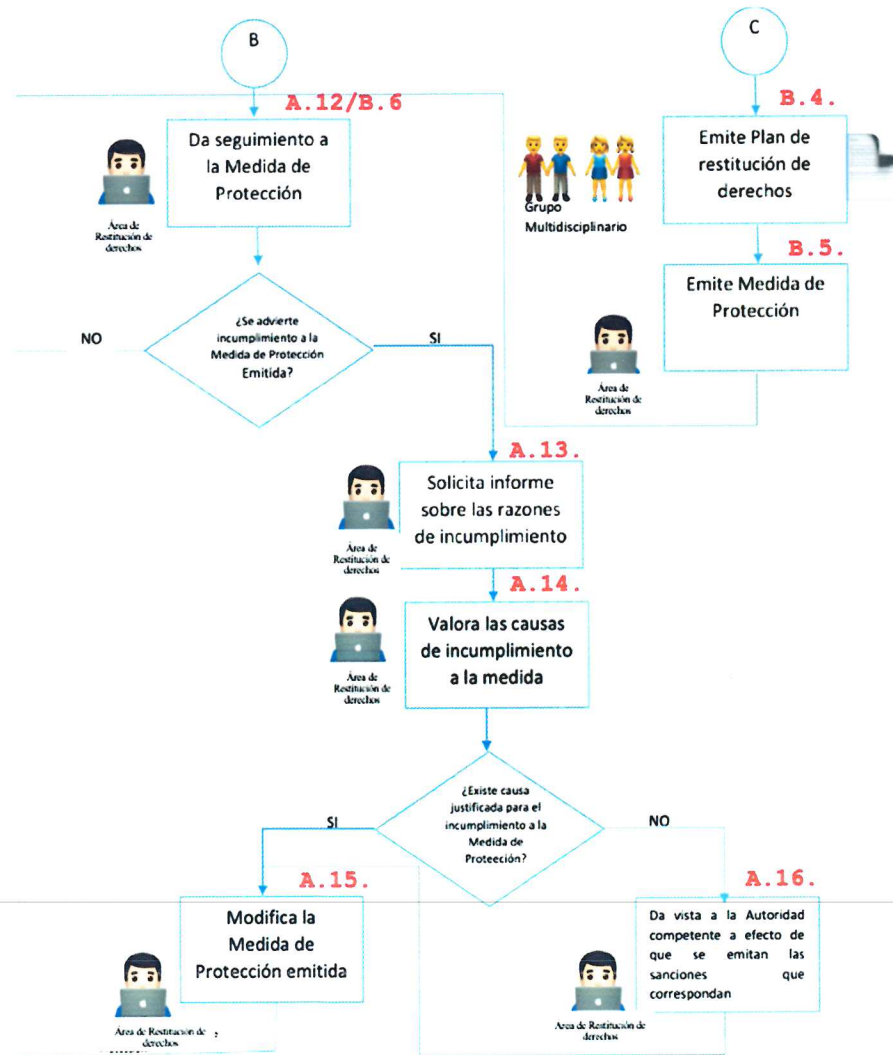 B
C
A.12/B.6
Da seguimiento a
la Medida de
Protección
Área de
Restitución de
derechos
B.4.
Emite Plan de
restitución de
derechos
Grupo
Multidisciplinario
B.5.
Emite Medida de
Protección
Área de
Restitución de
derechos
¿Se advierte
incumplimiento a la
Medida de Protección
Emitida?
NO
SI
A.13.
Solicita informe
sobre las razones
de incumplimiento
Área de
Restitución de
derechos
A.14.
Valora las causas
de incumplimiento
a la medida
Área de
Restitución de
derechos
¿Existe causa
justificada para el
incumplimiento a la
Medida de
Proteeción?
SI
NO
A.15.
Modifica la
Medida de
Protección emitida
Área de Restitución de ,
derechos
A.16.
Da vista a la Autoridad
competente a efecto de
que se emitan las
sanciones que
correspondan
Area de Restitución de
derechos